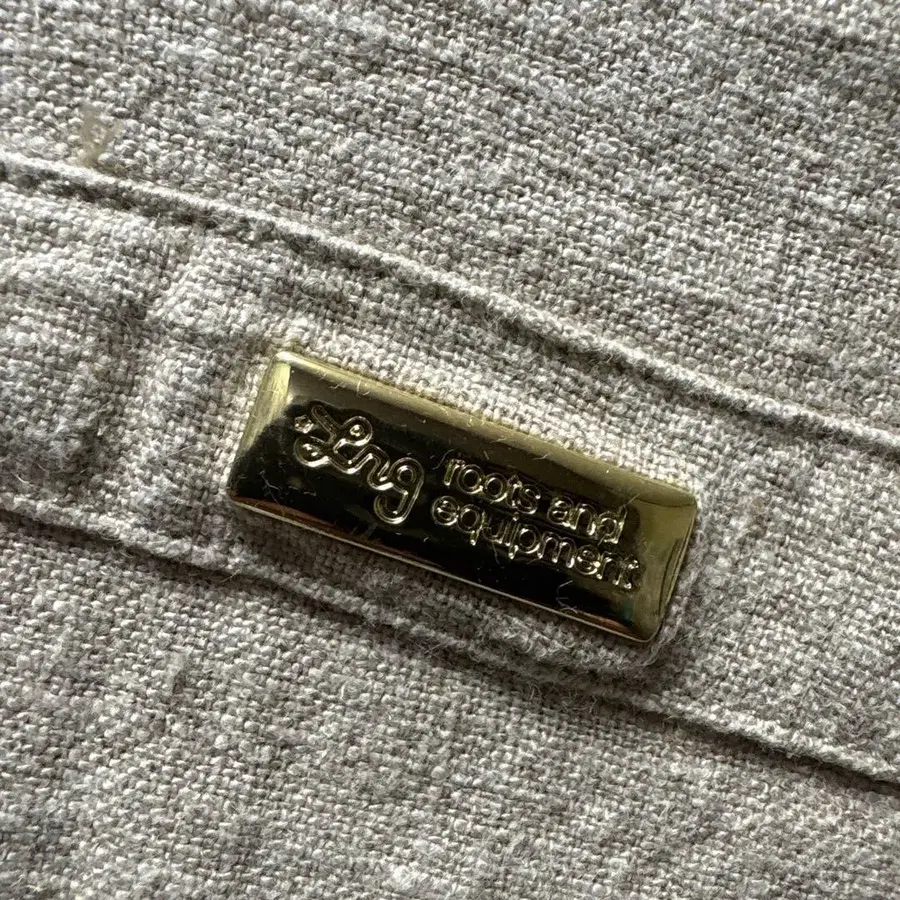 Lrg
roots and
equipment